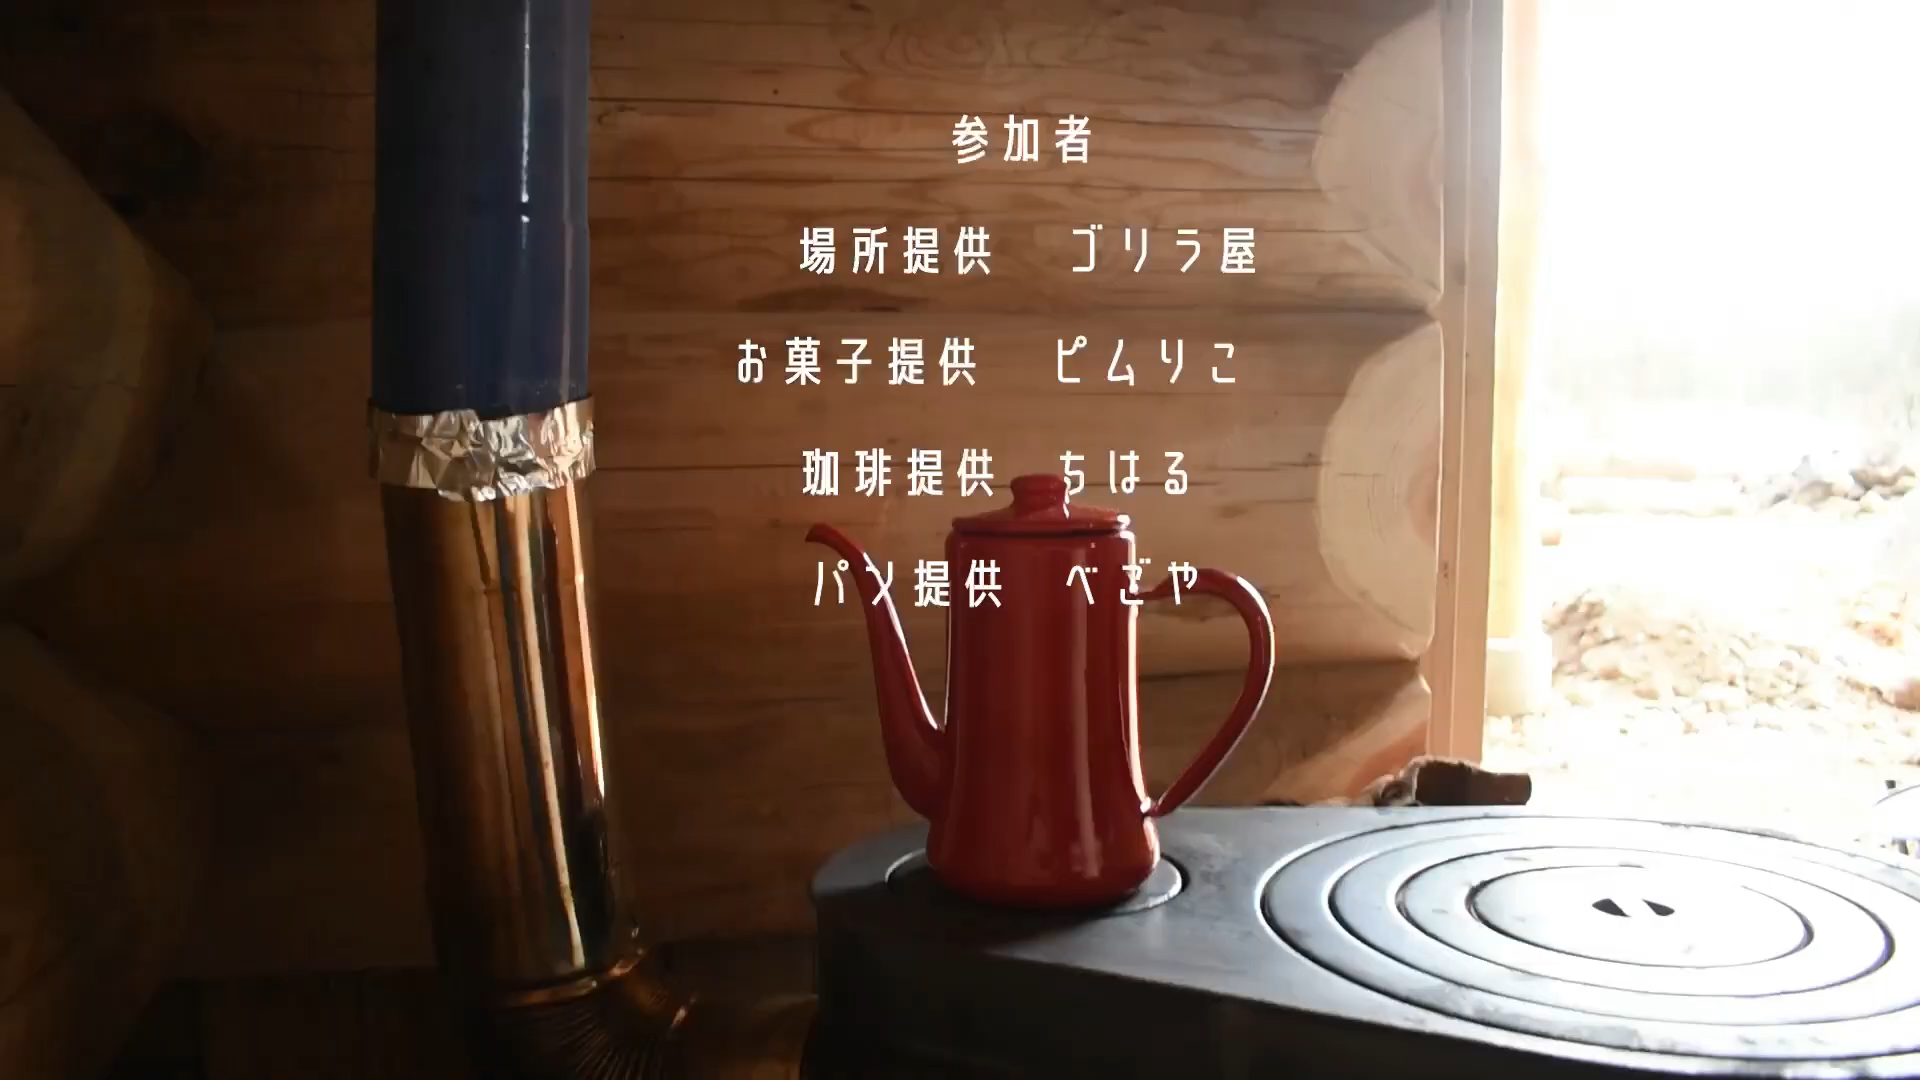 参加者
場所提供　ゴリラ屋
お菓子提供　ピムリこ
珈琲提供　ちはる
パン提供　べごや